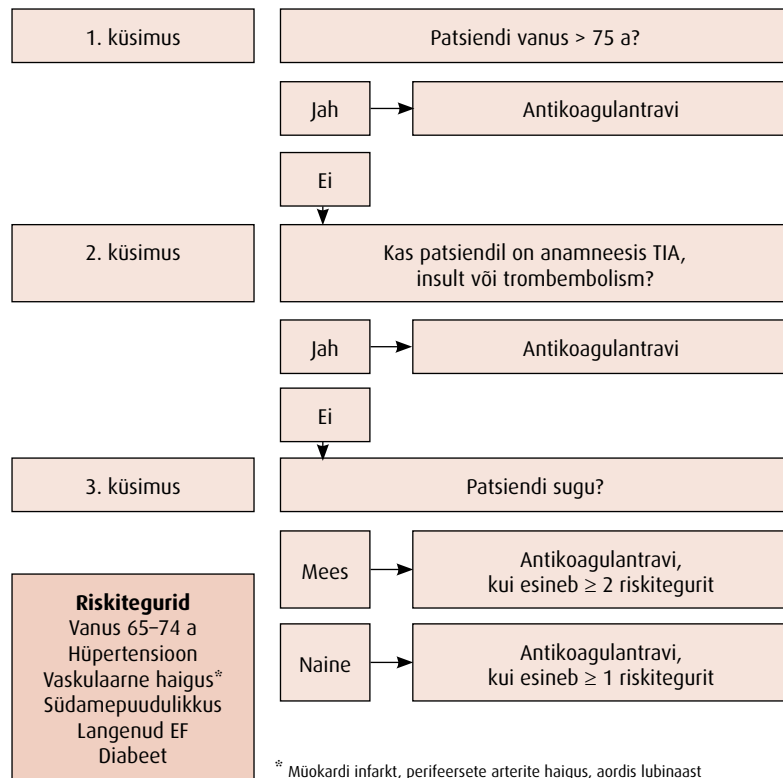 1. küsimus
Patsiendi vanus > 75 a?
Jah
Antikoagulantravi
Ei
2. küsimus
Kas patsiendil on anamneesis TIA,
insult või trombembolism?
Jah
Antikoagulantravi
Ei
3. küsimus
Patsiendi sugu?
Mees
Antikoagulantravi,
kui esineb ≥ 2 riskitegurit
Naine
Antikoagulantravi,
kui esineb ≥ 1 riskitegurit
Riskitegurid
Vanus 65–74 a
Hüpertensioon
Vaskulaarne haigus*
Südamepuudulikkus
Langenud EF
Diabeet
* Müokardi infarkt, perifeersete arterite haigus, aordis lubinaast